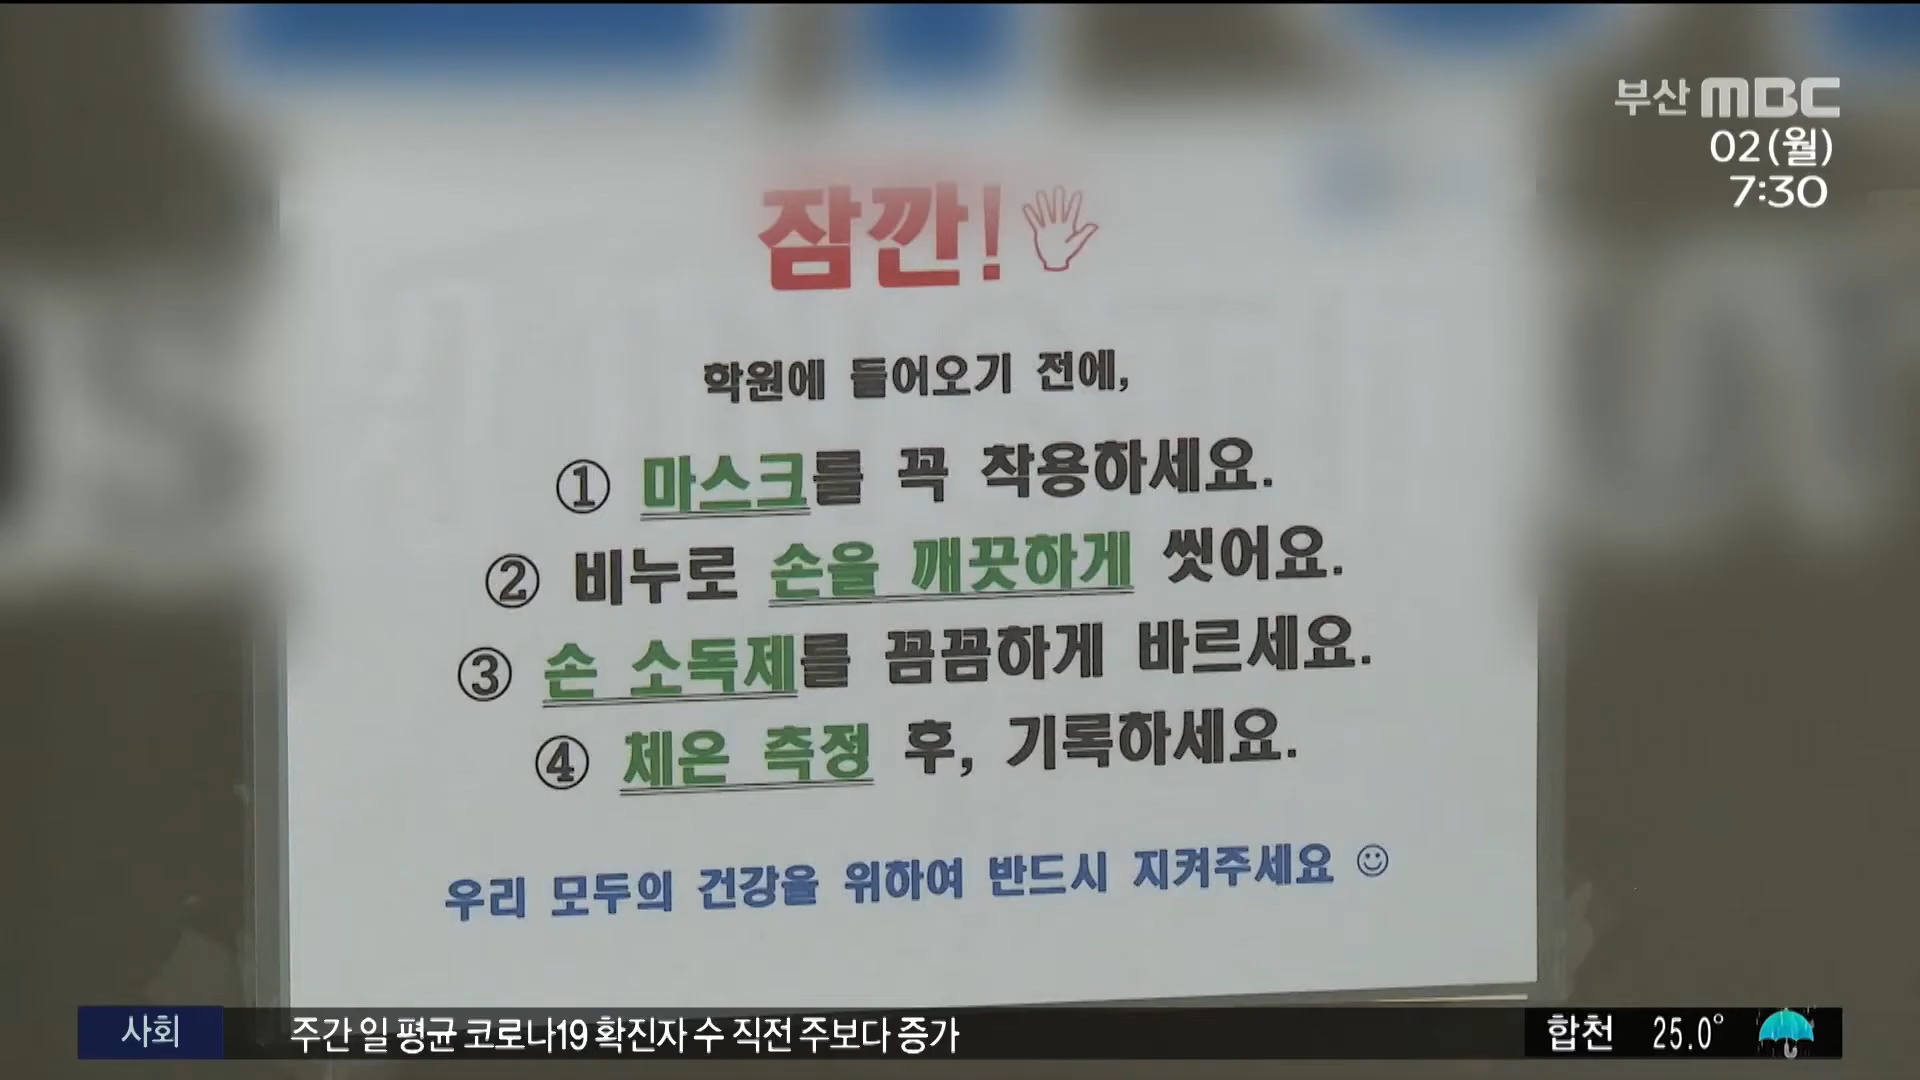 부산 MBC
02(월)
7:30
잠깐!
학원에 들어오기 전에,
① 마스크를 꼭 착용하세요.
② 비누로 손을 깨끗하게 씻어요.
③ 손 소독제를 꼼꼼하게 바르세요.
④ 체온 측정 후, 기록하세요.
우리 모두의 건강을 위하여 반드시 지켜주세요 ☺
사회 주간 일 평균 코로나19 확진자 수 직전 주보다 증가
합천 25.0°